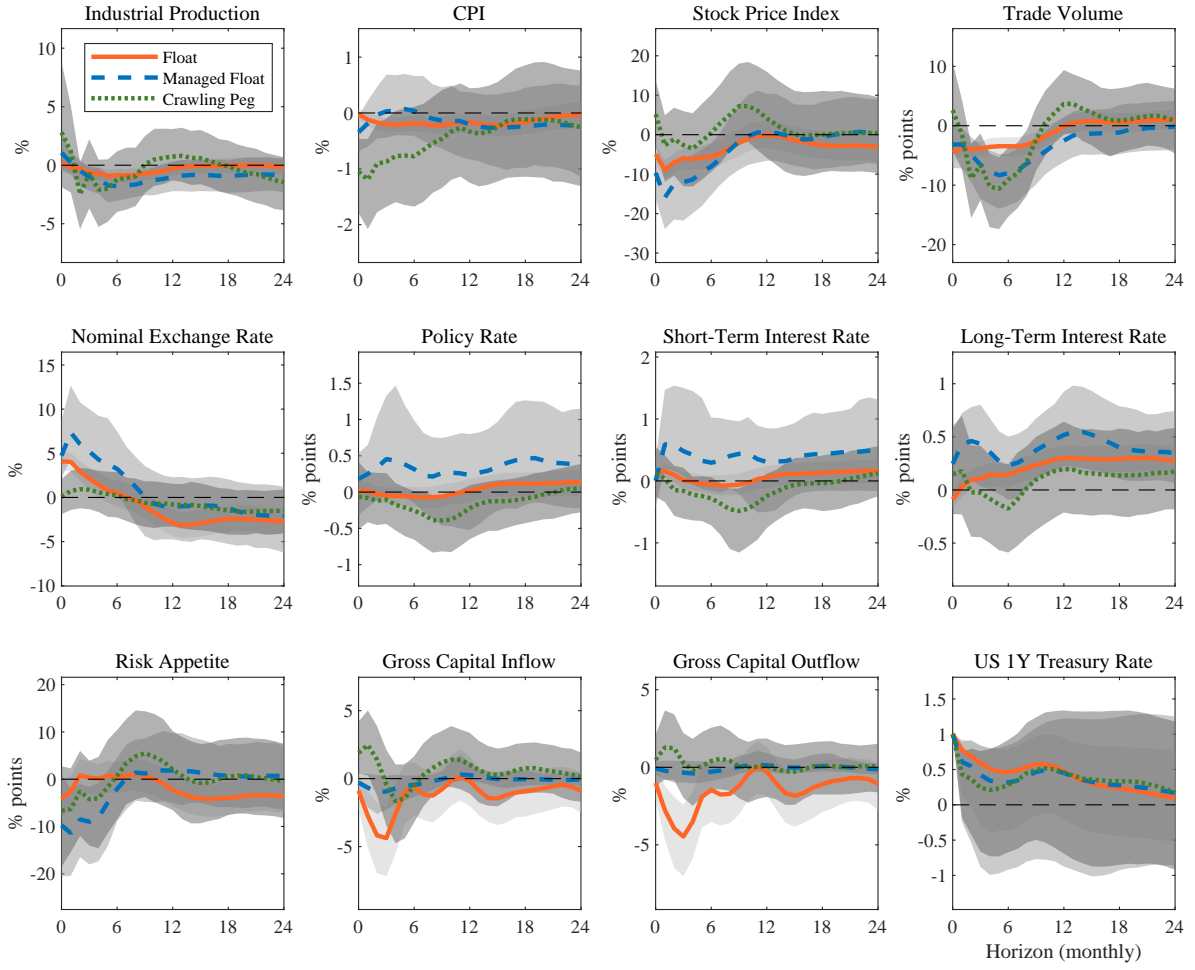 Industrial Production
CPI
Stock Price Index
Trade Volume
10
5
0
-5
%
0 6 12 18 24
Float
Managed Float
Crawling Peg
1
0
-1
-2
%
0 6 12 18 24
20
10
0
-10
-20
-30
%
0 6 12 18 24
10
0
-10
-20
% points
0 6 12 18 24
Nominal Exchange Rate
Policy Rate
Short-Term Interest Rate
Long-Term Interest Rate
15
10
5
0
-5
-10
%
0 6 12 18 24
1.5
1
0.5
0
-0.5
-1
% points
0 6 12 18 24
2
1
0
-1
% points
0 6 12 18 24
1
0.5
0
-0.5
% points
0 6 12 18 24
Risk Appetite
Gross Capital Inflow
Gross Capital Outflow
US 1Y Treasury Rate
20
10
0
-10
-20
% points
0 6 12 18 24
5
0
-5
%
0 6 12 18 24
5
0
-5
%
0 6 12 18 24
1.5
1
0.5
0
-0.5
-1
%
0 6 12 18 24
Horizon (monthly)